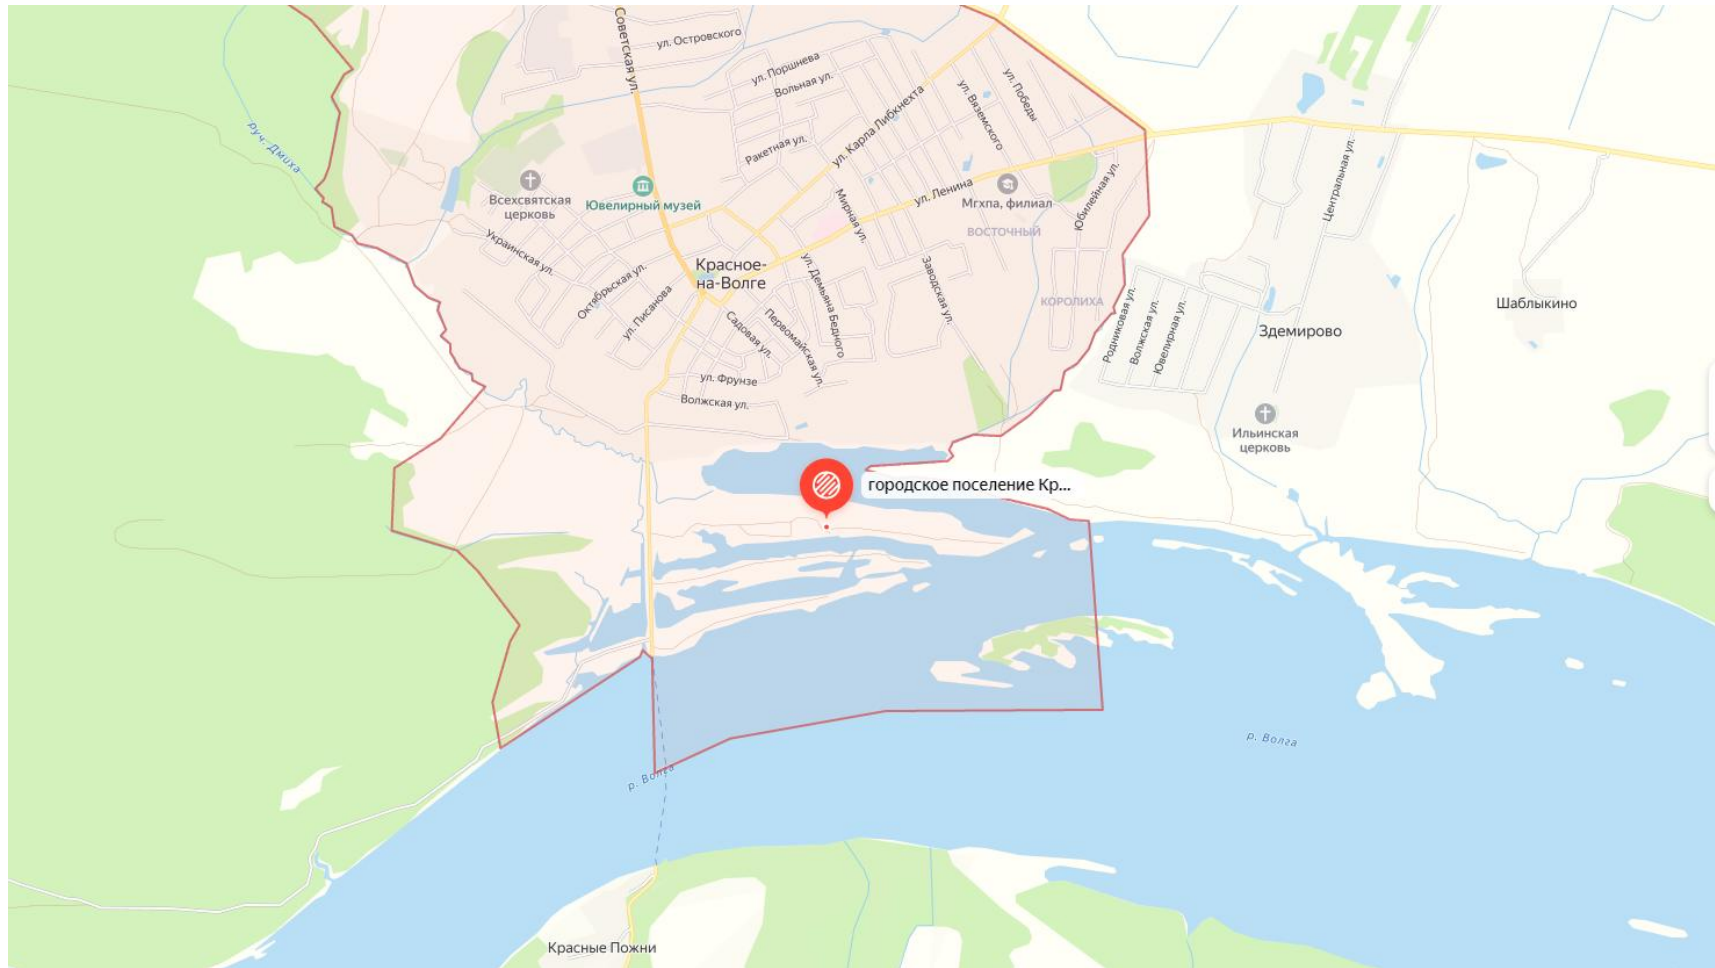 Советская ул.
ул. Островского
ул. Поршнева
Вольная ул.
ул. Победы
ул. Вяземского
ул. Карла Либкнехта
руч. Дмиха
Ракетная ул.
Центральная ул.
Всехсвятская
церковь
Ювелирный музей
ул. Ленина
Мгхпа, филиал
Юбилейная ул.
Мирная ул.
ВОСТОЧНЫЙ
Украинская ул.
Красное-
на-Волге
Октябрьская ул.
ул. Писанова
ул. Демьяна Бедного
Заводская ул.
КОРОЛИХА
Шаблыкино
Садовая ул.
Первомайская ул.
Родниковая ул.
Волжская ул.
Ювелирная ул.
Здемирово
ул. Фрунзе
Волжская ул.
Ильинская
церковь
городское поселение Кр...
р. Волга
р. Волга
Красные Пожни